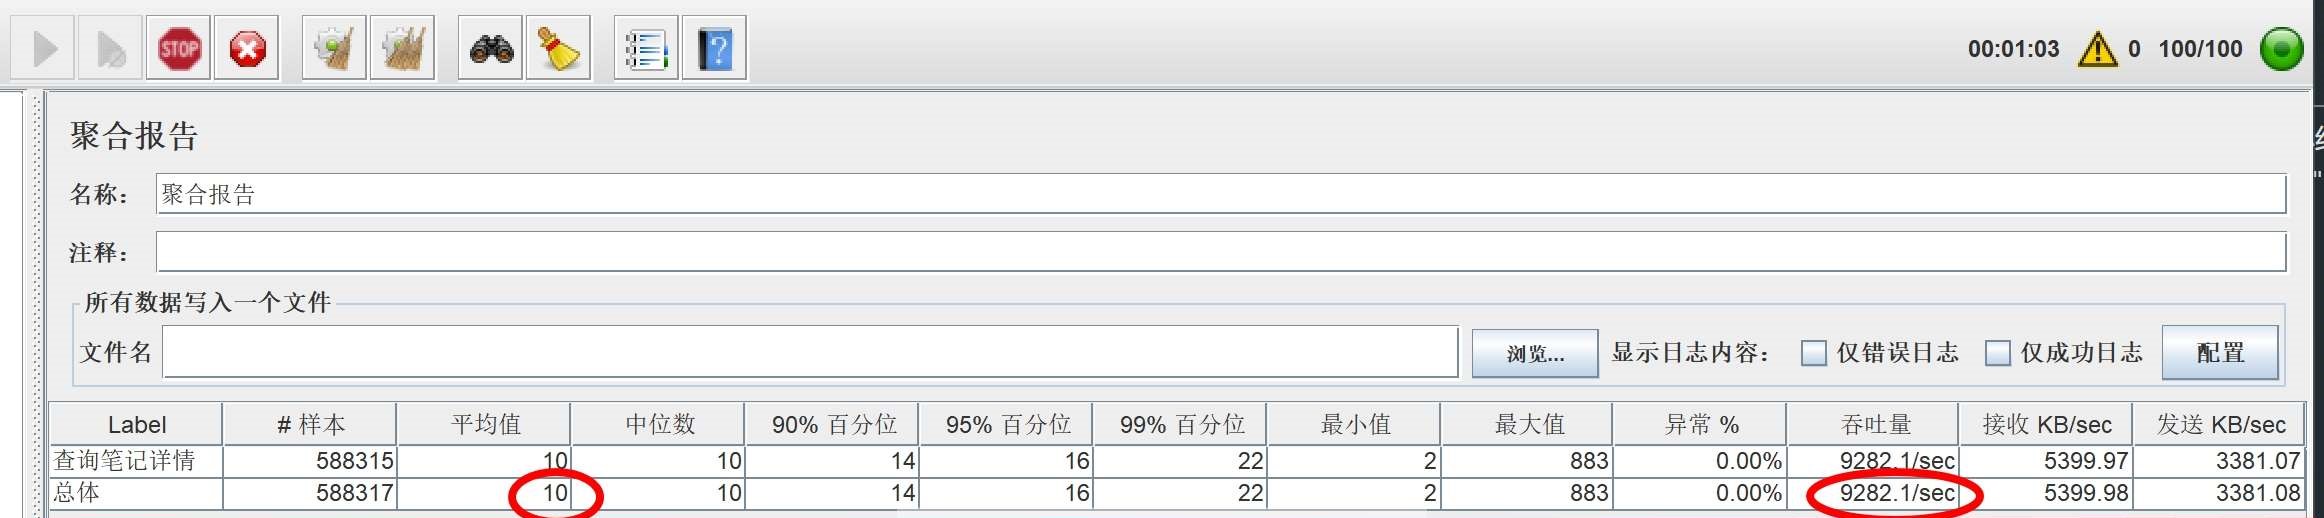 STOP
?
00:01:03 0 100/100
聚合报告
名称： 聚合报告
注释：
所有数据写入一个文件
文件名 浏览... 显示日志内容： 仅错误日志 仅成功日志 配置
Label # 样本 平均值 中位数 90% 百分位 95% 百分位 99% 百分位 最小值 最大值 异常 % 吞吐量 接收 KB/sec 发送 KB/sec
查询笔记详情 588315 10 10 14 16 22 2 883 0.00% 9282.1/sec 5399.97 3381.07
总体 588317 10 10 14 16 22 2 883 0.00% 9282.1/sec 5399.98 3381.08